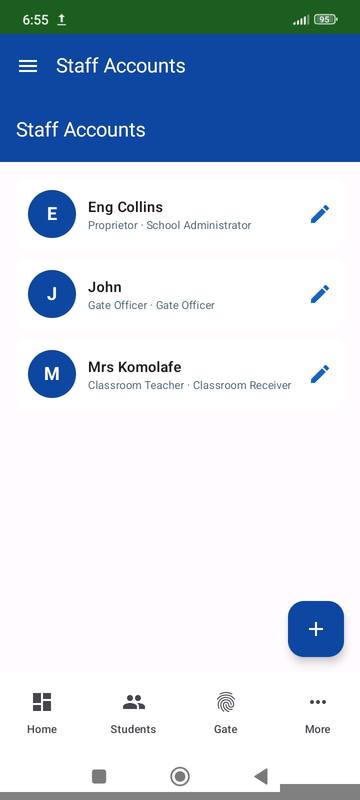 6:55
95
Staff Accounts
Staff Accounts
E
Eng Collins
Proprietor · School Administrator
J
John
Gate Officer · Gate Officer
M
Mrs Komolafe
Classroom Teacher · Classroom Receiver
Home
Students
Gate
More